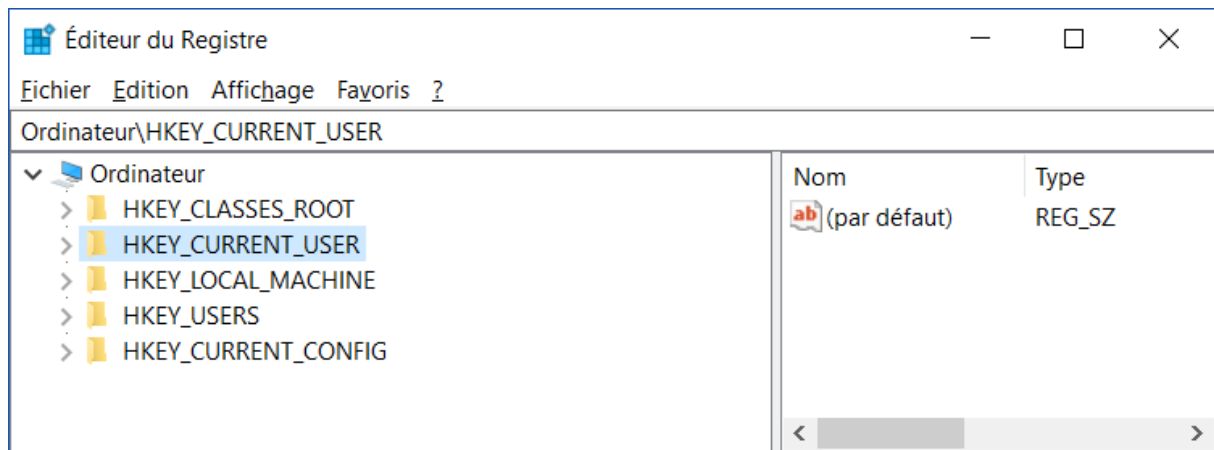 Éditeur du Registre
Fichier Edition Affichage Favoris ?
Ordinateur\HKEY_CURRENT_USER
Ordinateur
HKEY_CLASSES_ROOT
HKEY_CURRENT_USER
HKEY_LOCAL_MACHINE
HKEY_USERS
HKEY_CURRENT_CONFIG
Nom Type
ab (par défaut) REG_SZ